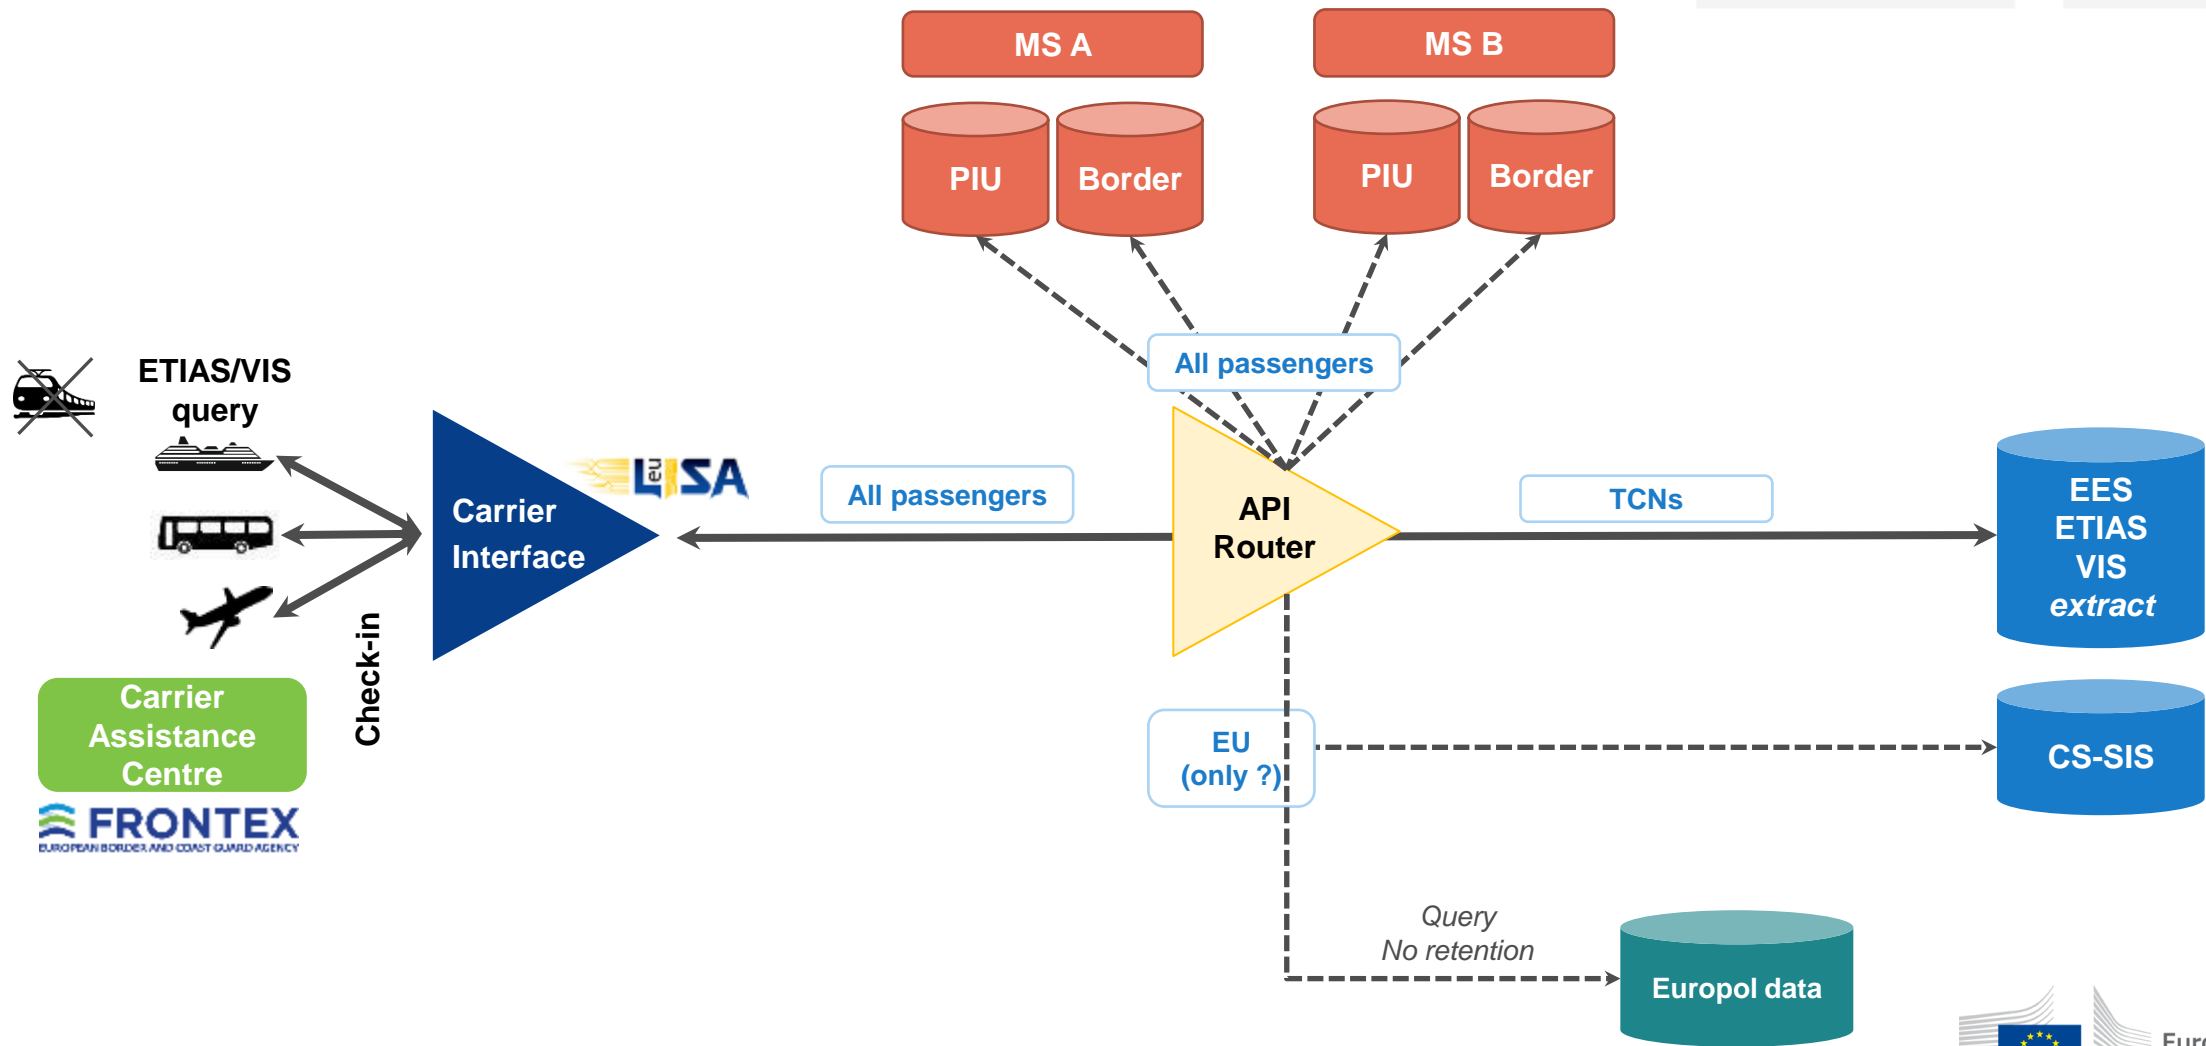 MS A
MS B
PIU
Border
PIU
Border
All passengers
ETIAS/VIS
query
Carrier
Interface
eu LISA
All passengers
API
Router
TCNs
EES
ETIAS
VIS
extract
Check-in
Carrier
Assistance
Centre
FRONTEX
EUROPEAN BORDER AND COAST GUARD AGENCY
EU
(only ?)
CS-SIS
Query
No retention
Europol data